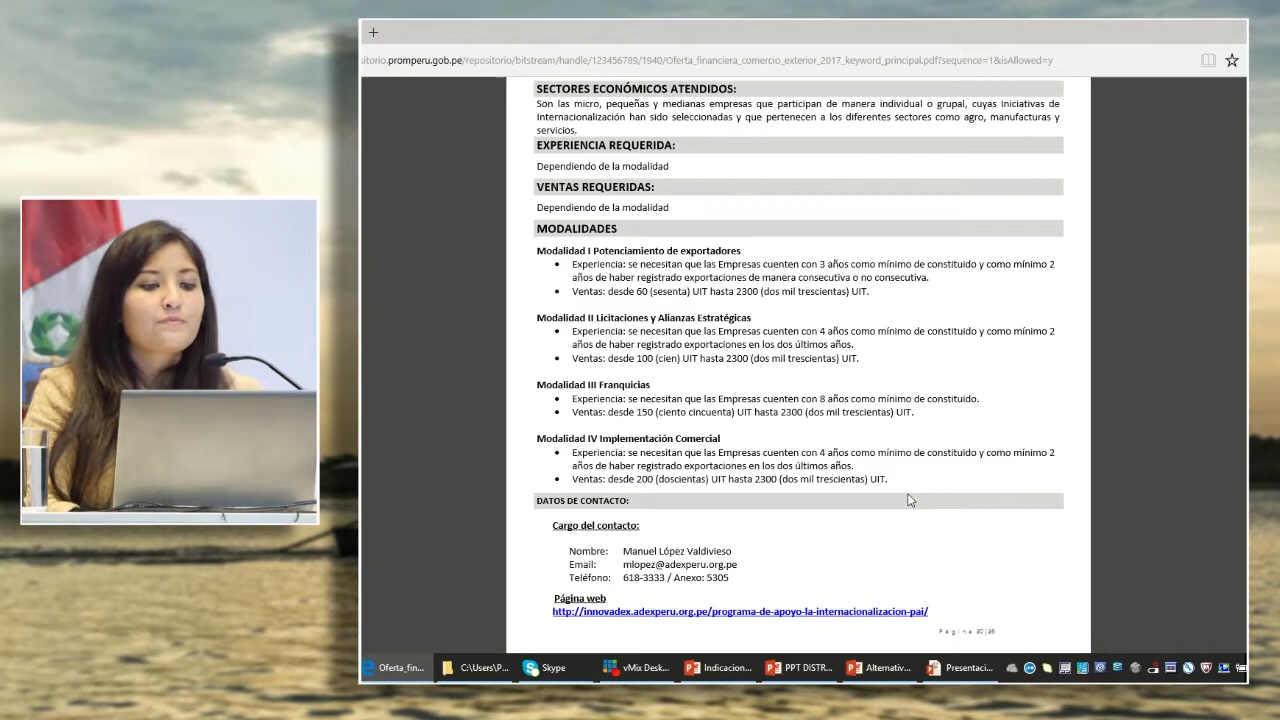 +
sitorio.promperu.gob.pe/repositorio/bitstream/handle/123456789/1940/Oferta_financiera_comercio_exterior_2017_keyword_principal.pdf?sequence=1&isAllowed=y
SECTORES ECONÓMICOS ATENDIDOS:
Son las micro, pequeñas y medianas empresas que participan de manera individual o grupal, cuyas Iniciativas de
Internacionalización han sido seleccionadas y que pertenecen a los diferentes sectores como agro, manufacturas y
servicios.
EXPERIENCIA REQUERIDA:
Dependiendo de la modalidad
VENTAS REQUERIDAS:
Dependiendo de la modalidad
MODALIDADES
Modalidad I Potenciamiento de exportadores
• Experiencia: se necesitan que las Empresas cuenten con 3 años como mínimo de constituido y como mínimo 2
años de haber registrado exportaciones de manera consecutiva o no consecutiva.
• Ventas: desde 60 (sesenta) UIT hasta 2300 (dos mil trescientas) UIT.
Modalidad II Licitaciones y Alianzas Estratégicas
• Experiencia: se necesitan que las Empresas cuenten con 4 años como mínimo de constituido y como mínimo 2
años de haber registrado exportaciones en los dos últimos años.
• Ventas: desde 100 (cien) UIT hasta 2300 (dos mil trescientas) UIT.
Modalidad III Franquicias
• Experiencia: se necesitan que las Empresas cuenten con 8 años como mínimo de constituido.
• Ventas: desde 150 (ciento cincuenta) UIT hasta 2300 (dos mil trescientas) UIT.
Modalidad IV Implementación Comercial
• Experiencia: se necesitan que las Empresas cuenten con 4 años como mínimo de constituido y como mínimo 2
años de haber registrado exportaciones en los dos últimos años.
• Ventas: desde 200 (doscientas) UIT hasta 2300 (dos mil trescientas) UIT.
DATOS DE CONTACTO:
Cargo del contacto:
Nombre: Manuel López Valdivieso
Email: mlopez@adexperu.org.pe
Teléfono: 618-3333 / Anexo: 5305
Página web
http://innovadex.adexperu.org.pe/programa-de-apoyo-la-internacionalizacion-pai/
Página 20|26
Oferta_fin... C:\Users\P... Skype vMix Desk... Indicacion... PPT DISTR... Alternativ... Presentaci...